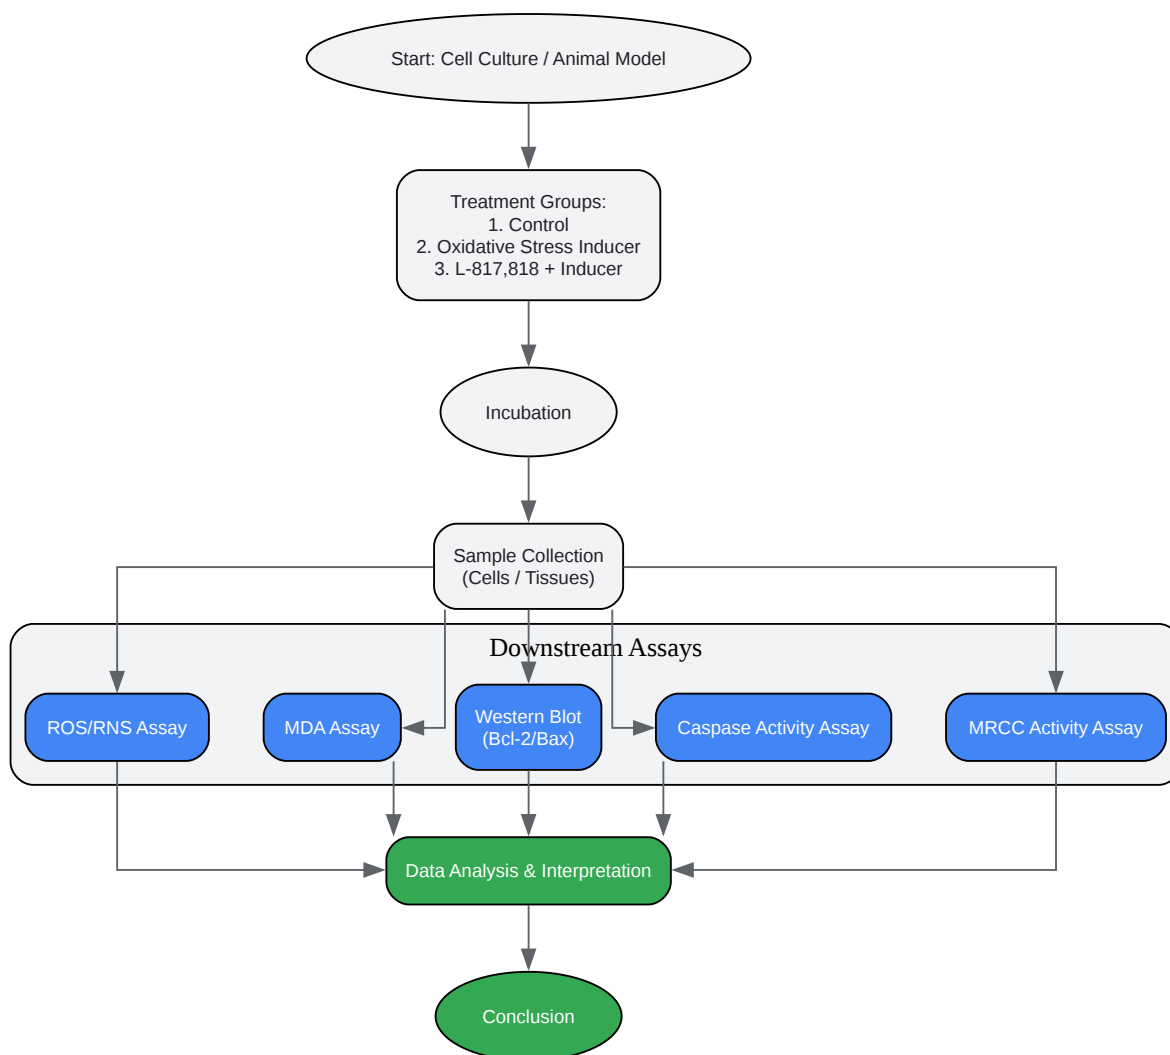 Start: Cell Culture / Animal Model
Treatment Groups:
1. Control
2. Oxidative Stress Inducer
3. L-817,818 + Inducer
Incubation
Sample Collection
(Cells / Tissues)
Downstream Assays
ROS/RNS Assay
MDA Assay
Western Blot
(Bcl-2/Bax)
Caspase Activity Assay
MRCC Activity Assay
Data Analysis & Interpretation
Conclusion